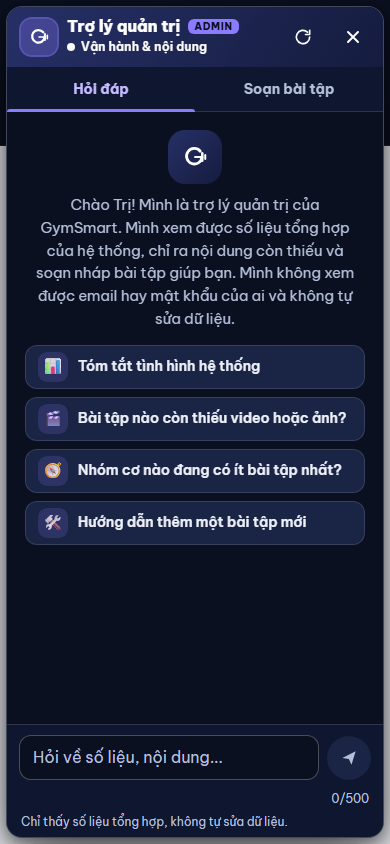 Trợ lý quản trị ADMIN
Vận hành & nội dung
Hỏi đáp
Soạn bài tập
Chào Trị! Mình là trợ lý quản trị của
GymSmart. Mình xem được số liệu tổng hợp
của hệ thống, chỉ ra nội dung còn thiếu và
soạn nháp bài tập giúp bạn. Mình không xem
được email hay mật khẩu của ai và không tự
sửa dữ liệu.
Tóm tắt tình hình hệ thống
Bài tập nào còn thiếu video hoặc ảnh?
Nhóm cơ nào đang có ít bài tập nhất?
Hướng dẫn thêm một bài tập mới
Hỏi về số liệu, nội dung...
0/500
Chỉ thấy số liệu tổng hợp, không tự sửa dữ liệu.